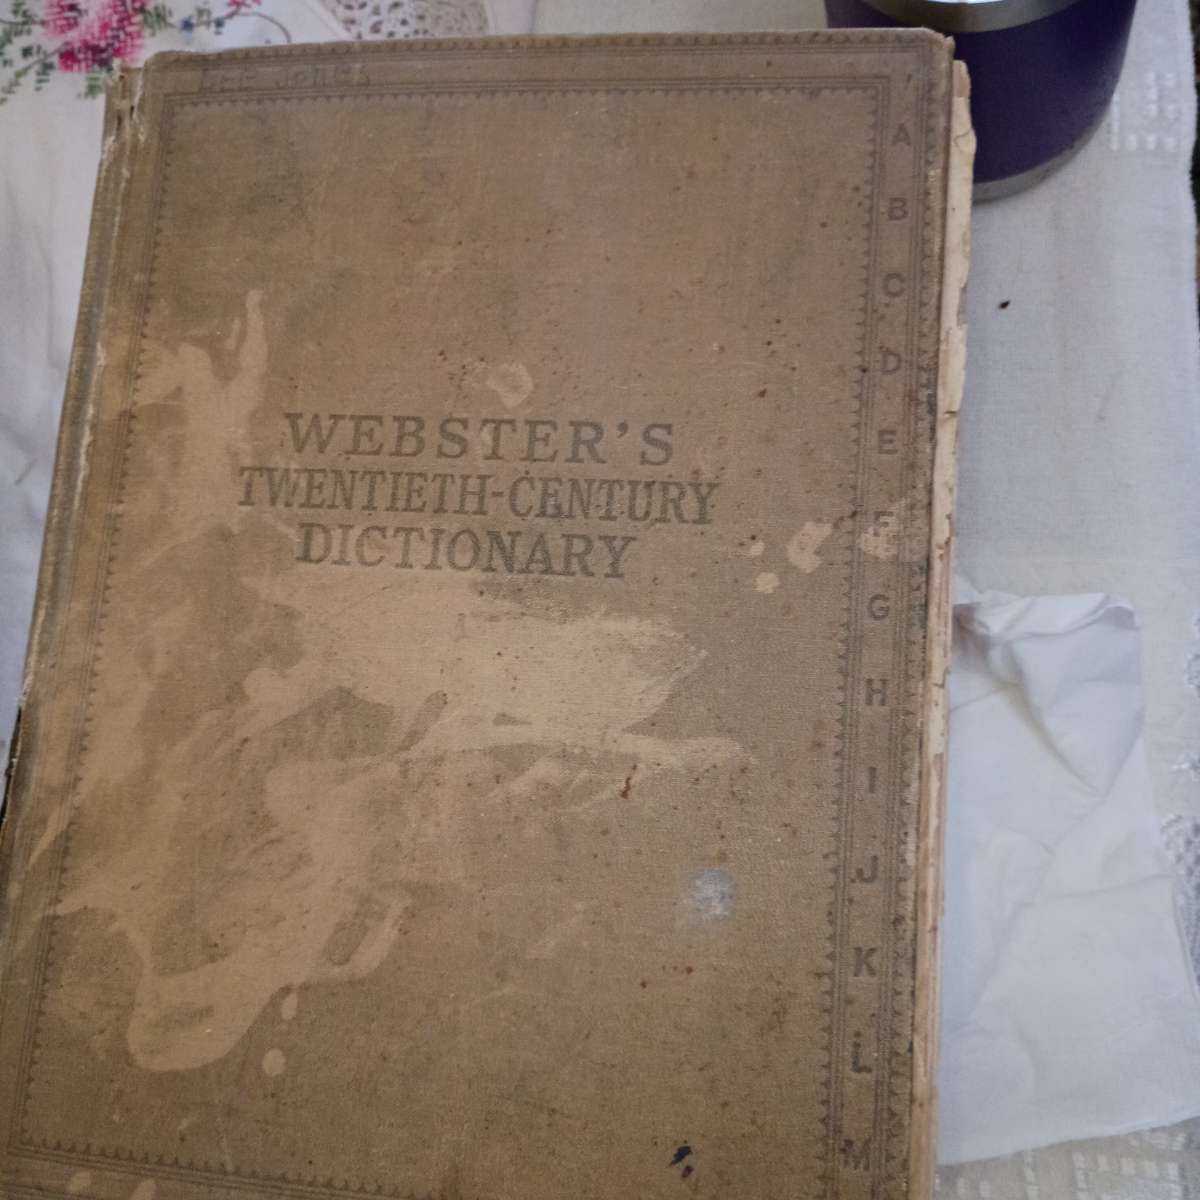 WEBSTER'S
TWENTIETH-CENTURY
DICTIONARY
A
B
C
D
E
F
G
H
I
J
K
L
M